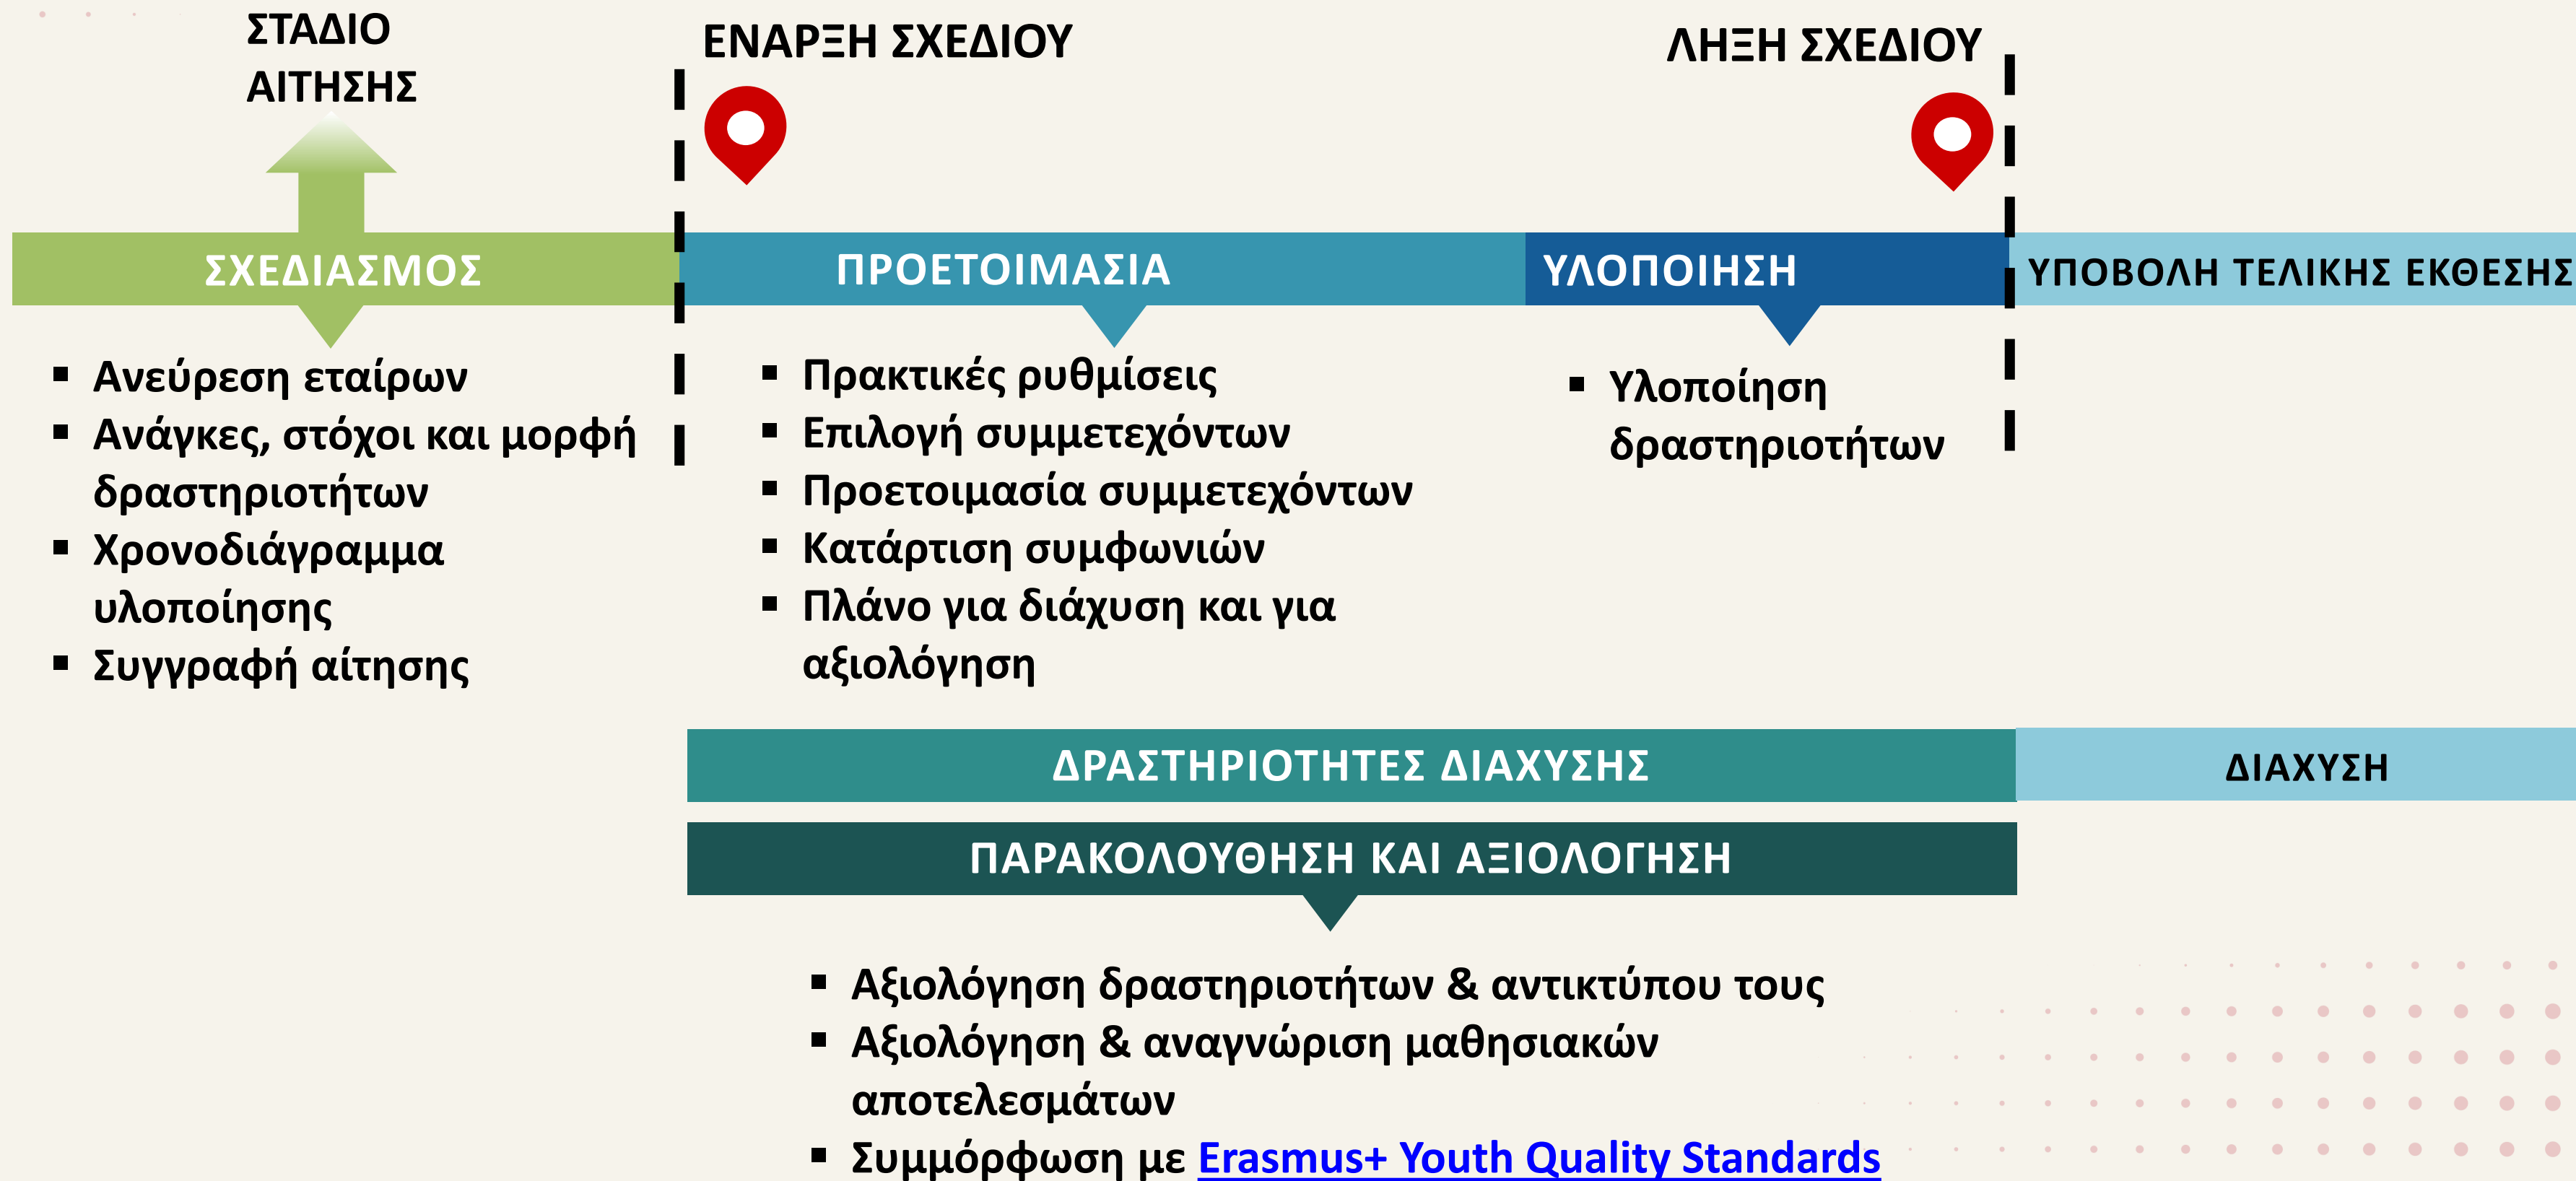 ΣΤΑΔΙΟ
ΑΙΤΗΣΗΣ
ΕΝΑΡΞΗ ΣΧΕΔΙΟΥ
ΛΗΞΗ ΣΧΕΔΙΟΥ
ΣΧΕΔΙΑΣΜΟΣ
ΠΡΟΕΤΟΙΜΑΣΙΑ
ΥΛΟΠΟΙΗΣΗ
ΥΠΟΒΟΛΗ ΤΕΛΙΚΗΣ ΕΚΘΕΣΗΣ
▪ Ανεύρεση εταίρων
▪ Ανάγκες, στόχοι και μορφή
δραστηριοτήτων
▪ Χρονοδιάγραμμα
υλοποίησης
▪ Συγγραφή αίτησης
▪ Πρακτικές ρυθμίσεις
▪ Επιλογή συμμετεχόντων
▪ Προετοιμασία συμμετεχόντων
▪ Κατάρτιση συμφωνιών
▪ Πλάνο για διάχυση και για
αξιολόγηση
▪ Υλοποίηση
δραστηριοτήτων
ΔΡΑΣΤΗΡΙΟΤΗΤΕΣ ΔΙΑΧΥΣΗΣ
ΔΙΑΧΥΣΗ
ΠΑΡΑΚΟΛΟΥΘΗΣΗ ΚΑΙ ΑΞΙΟΛΟΓΗΣΗ
▪ Αξιολόγηση δραστηριοτήτων & αντικτύπου τους
▪ Αξιολόγηση & αναγνώριση μαθησιακών
αποτελεσμάτων
▪ Συμμόρφωση με Erasmus+ Youth Quality Standards